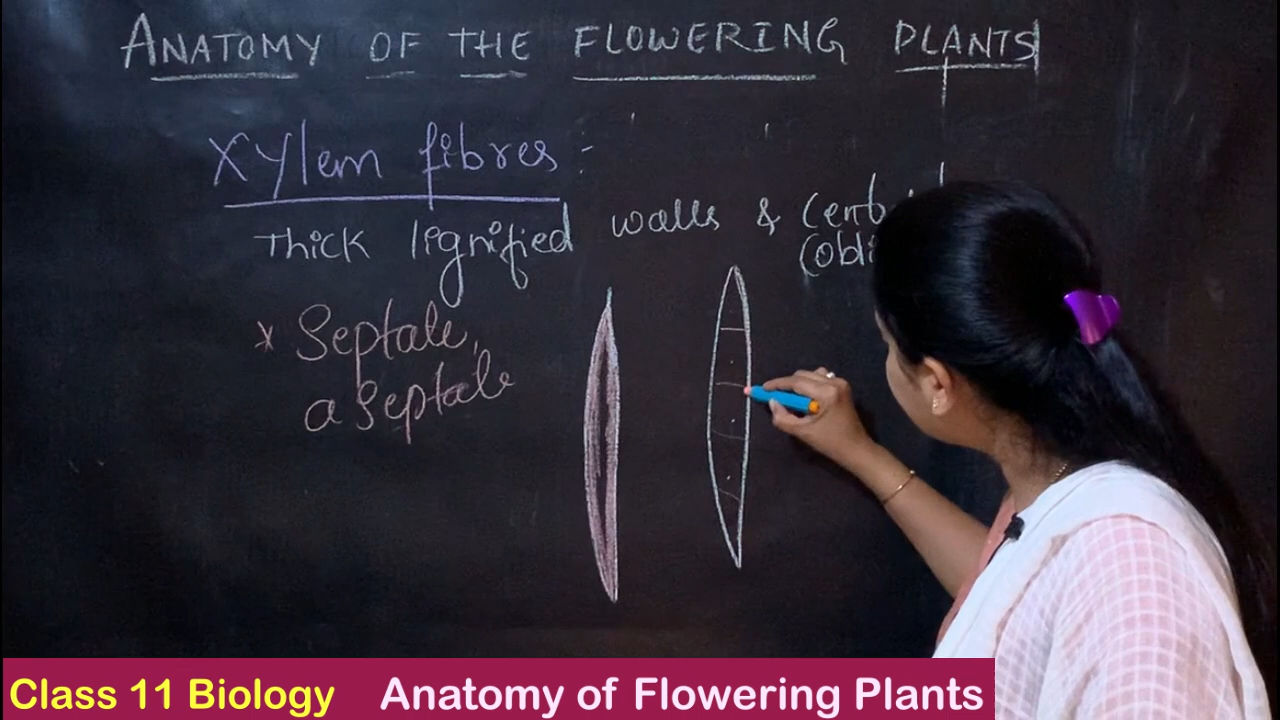 ANATOMY OF THE FLOWERING PLANTS
Xylem fibres :-
Thick lignified walls &
* Septate,
aseptate
Class 11 Biology Anatomy of Flowering Plants